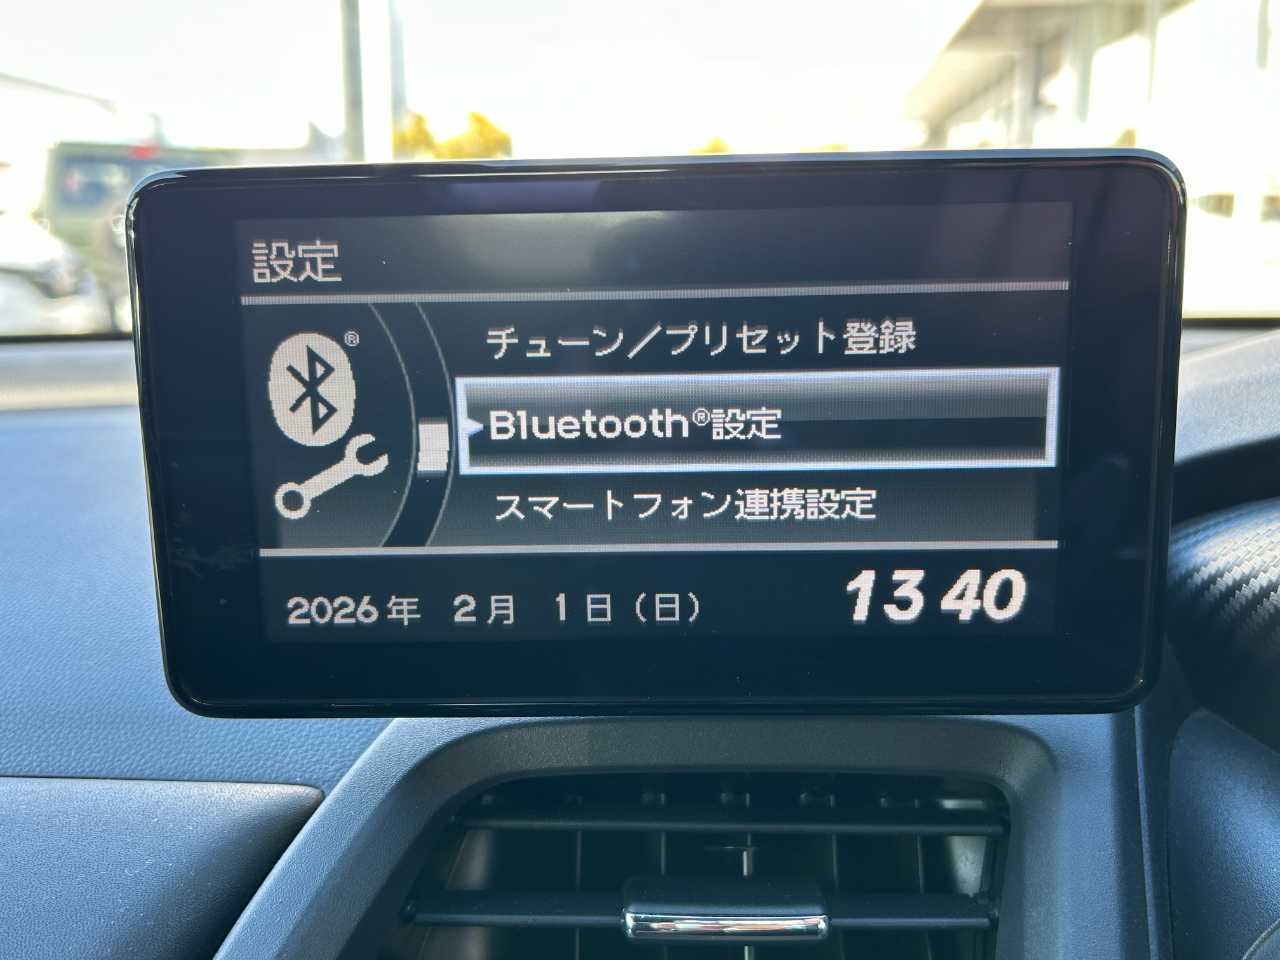 設定
®
チューン／プリセット登録
Bluetooth®設定
スマートフォン連携設定
2026年 2月 1日（日） 13 40